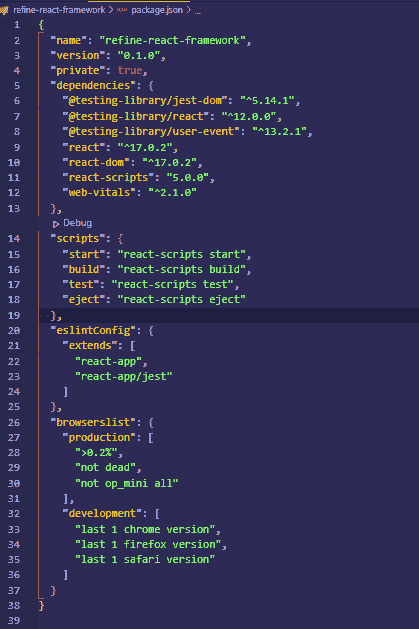 refine-react-framework > package.json > ...
1 {
2 "name": "refine-react-framework",
3 "version": "0.1.0",
4 "private": true,
5 "dependencies": {
6 "@testing-library/jest-dom": "^5.14.1",
7 "@testing-library/react": "^12.0.0",
8 "@testing-library/user-event": "^13.2.1",
9 "react": "^17.0.2",
10 "react-dom": "^17.0.2",
11 "react-scripts": "5.0.0",
12 "web-vitals": "^2.1.0"
13 },
Debug
14 "scripts": {
15 "start": "react-scripts start",
16 "build": "react-scripts build",
17 "test": "react-scripts test",
18 "eject": "react-scripts eject"
19 },
20 "eslintConfig": {
21 "extends": [
22 "react-app",
23 "react-app/jest"
24 ]
25 },
26 "browserslist": {
27 "production": [
28 ">0.2%",
29 "not dead",
30 "not op_mini all"
31 ],
32 "development": [
33 "last 1 chrome version",
34 "last 1 firefox version",
35 "last 1 safari version"
36 ]
37 }
38 }
39